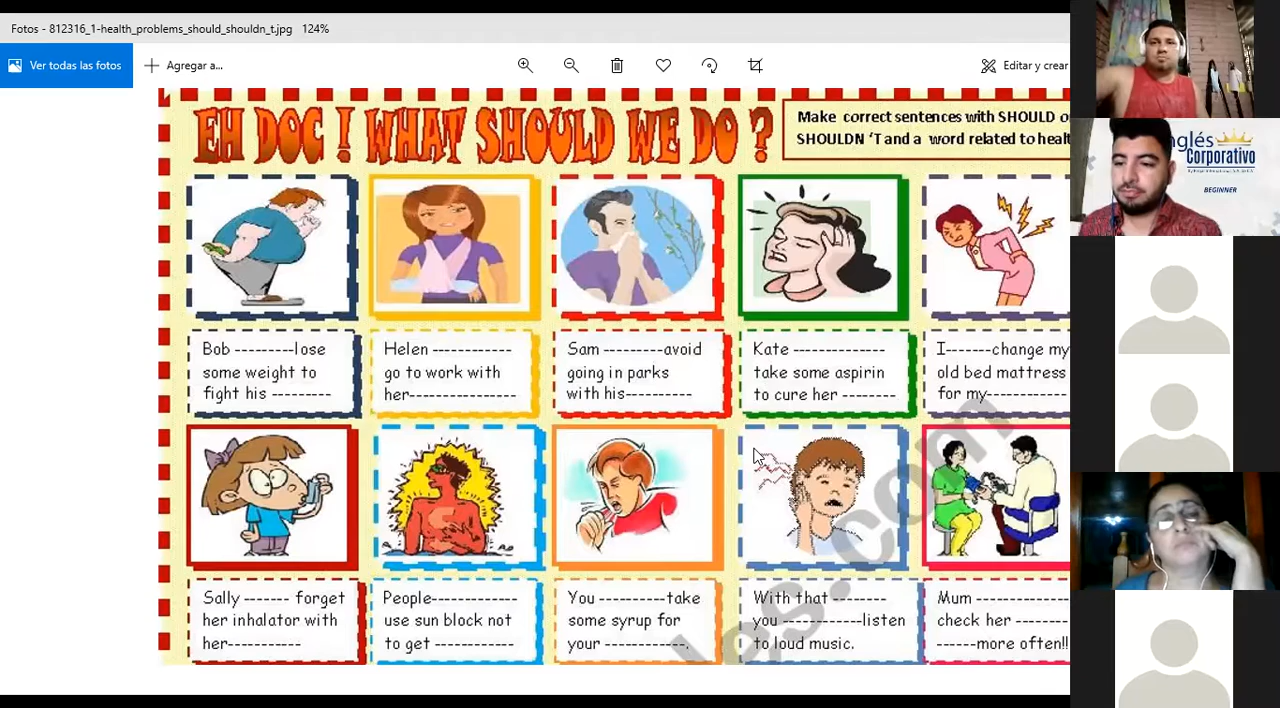 Fotos - 812316_1-health_problems_should_shouldn_t.jpg 124%
Ver todas las fotos
Agregar a...
Editar y crear
EH DOC ! WHAT SHOULD WE DO ?
Make correct sentences with SHOULD o
SHOULDN 'T and a word related to healt
Inglés
Corporativo
BEGINNER
Bob ---------lose
some weight to
fight his ---------
Helen ------------
go to work with
her----------------
Sam ---------avoid
going in parks
with his----------
Kate --------------
take some aspirin
to cure her --------
I-------change my
old bed mattress
for my------------
Sally ------- forget
her inhalator with
her-----------
People-------------
use sun block not
to get ------------
You ----------take
some syrup for
your ------------.
With that --------
you ------------listen
to loud music.
Mum --------------
check her --------
------more often!!
les.com